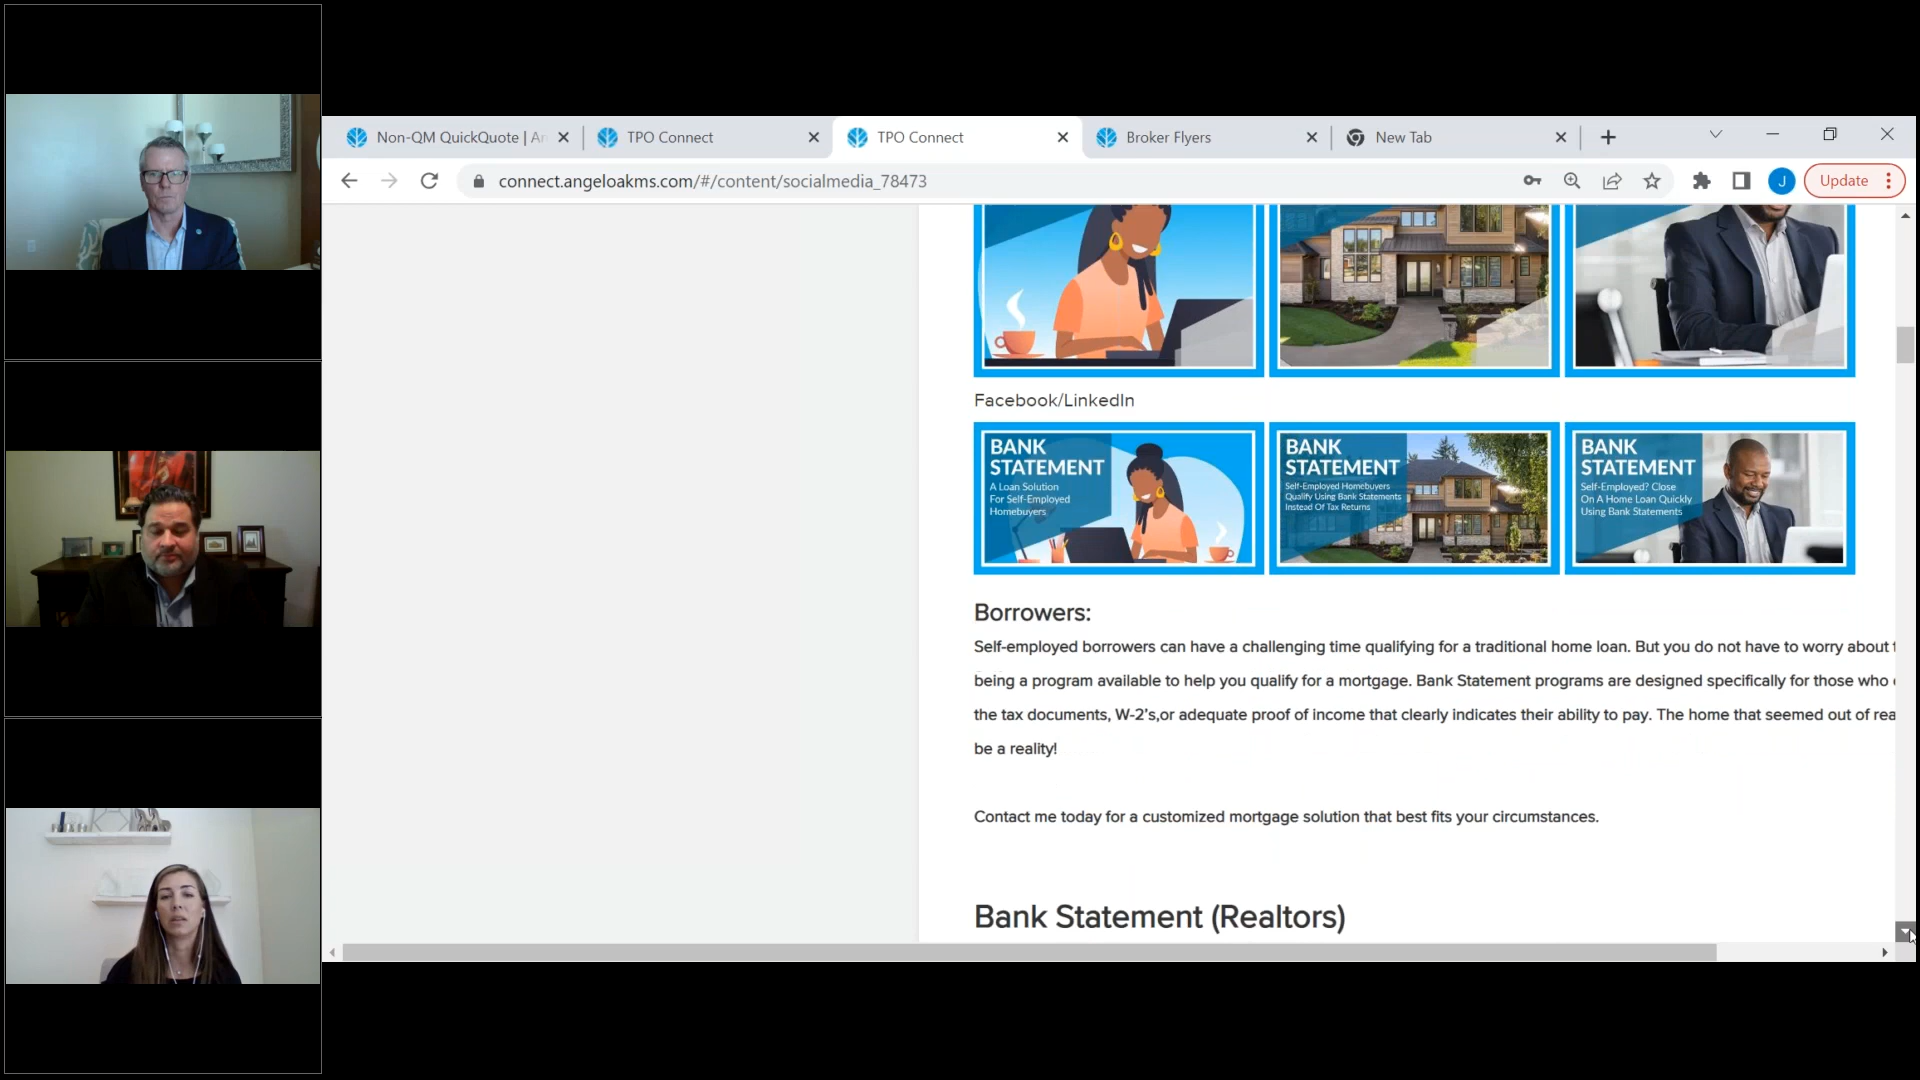 Non-QM QuickQuote | An
TPO Connect
TPO Connect
Broker Flyers
New Tab
connect.angeloakms.com/#/content/socialmedia_78473
J
Update
Facebook/LinkedIn
BANK
STATEMENT
A Loan Solution
For Self-Employed
Homebuyers
BANK
STATEMENT
Self-Employed Homebuyers
Qualify Using Bank Statements
Instead Of Tax Returns
BANK
STATEMENT
Self-Employed? Close
On A Home Loan Quickly
Using Bank Statements
Borrowers:
Self-employed borrowers can have a challenging time qualifying for a traditional home loan. But you do not have to worry about
being a program available to help you qualify for a mortgage. Bank Statement programs are designed specifically for those who
the tax documents, W-2's,or adequate proof of income that clearly indicates their ability to pay. The home that seemed out of rea
be a reality!
Contact me today for a customized mortgage solution that best fits your circumstances.
Bank Statement (Realtors)